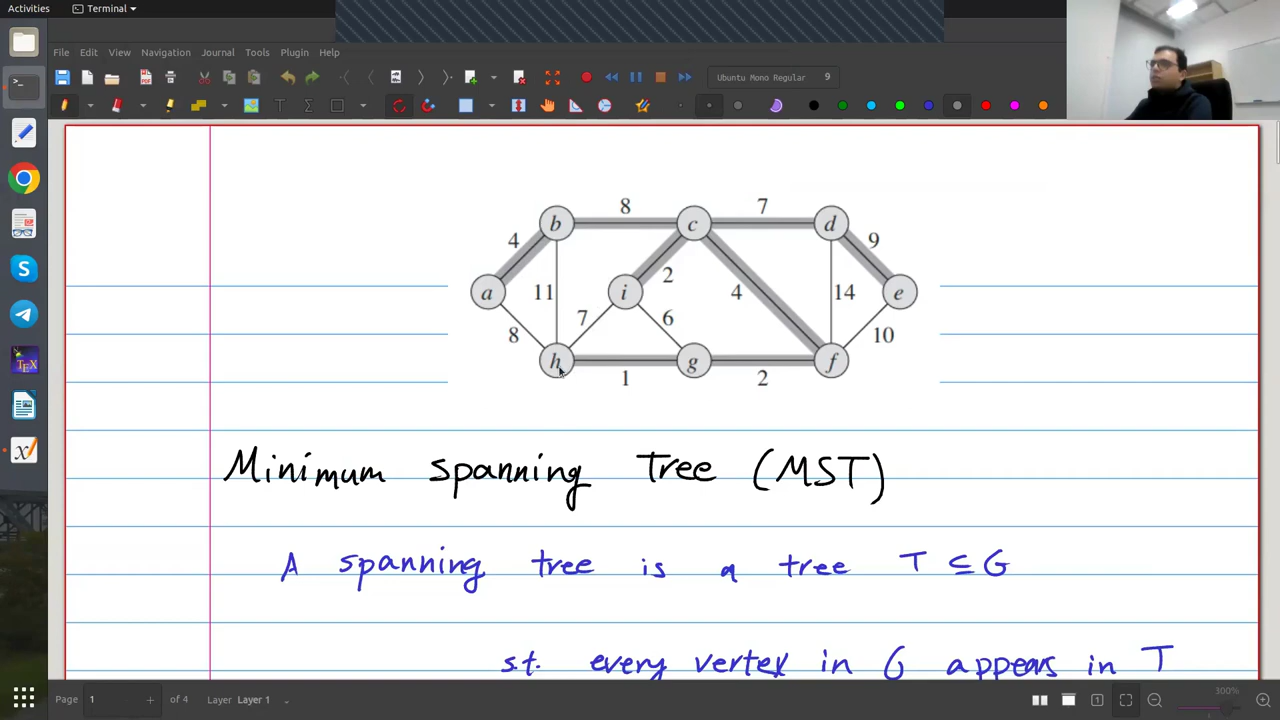 Activities Terminal
File Edit View Navigation Journal Tools Plugin Help
Ubuntu Mono Regular 9
8 7
b c d
4 9
2
a 11 i 4 14 e
7 6
8 10
h g f
1 2
Minimum spanning Tree (MST)
A spanning tree is a tree T ⊆ G
s.t. every vertex in G appears in T
Page 1 of 4 Layer Layer 1 300%